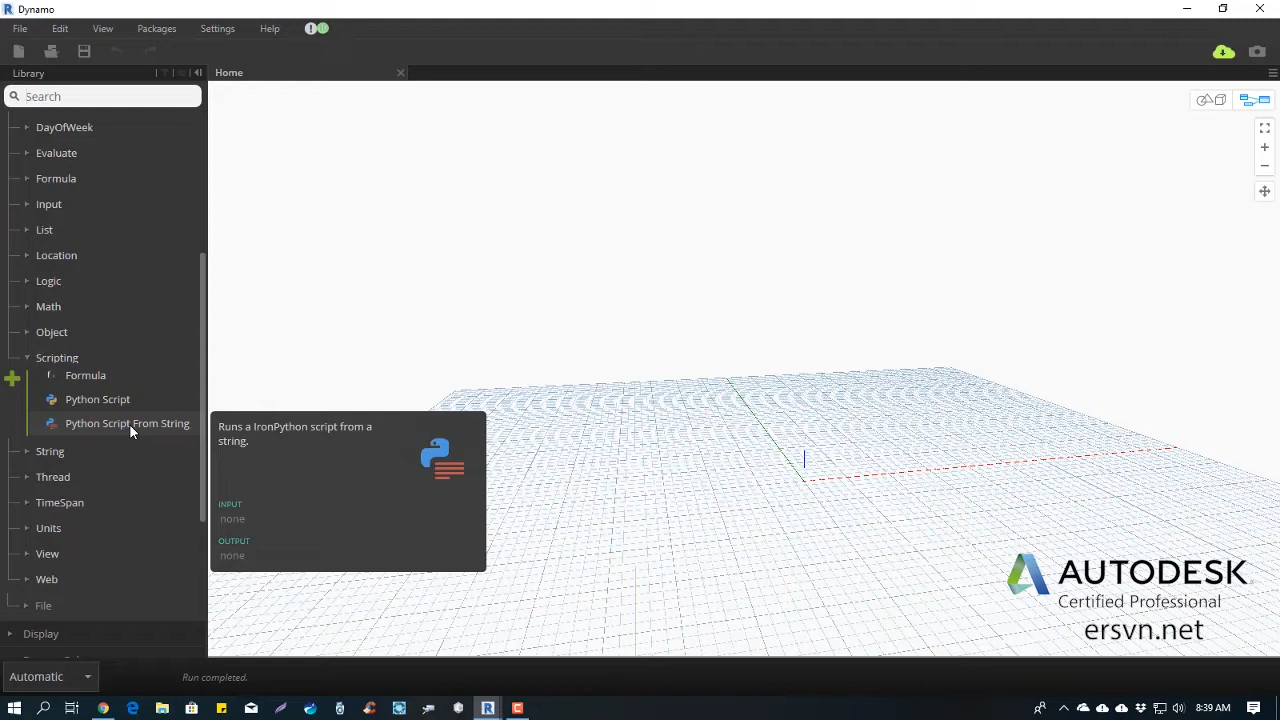 Dynamo
File Edit View Packages Settings Help
Library
Home
Search
DayOfWeek
Evaluate
Formula
Input
List
Location
Logic
Math
Object
Scripting
Formula
Python Script
Python Script From String
String
Thread
TimeSpan
Units
View
Web
File
Display
Runs a IronPython script from a
string.
INPUT
none
OUTPUT
none
AUTODESK
Certified Professional
ersvn.net
Automatic
Run completed.
8:39 AM